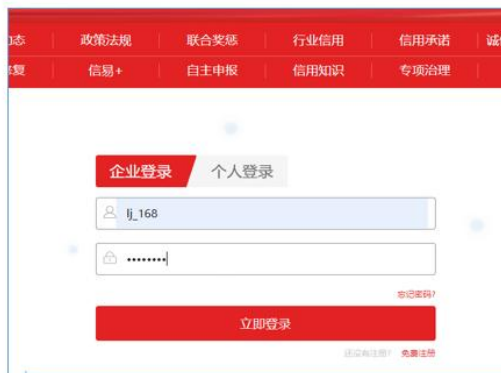 政策法规 联合奖惩 行业信用 信用承诺
信易+ 自主申报 信用知识 专项治理
企业登录 个人登录
lj_168
••••••••
忘记密码?
立即登录
还没有注册? 免费注册